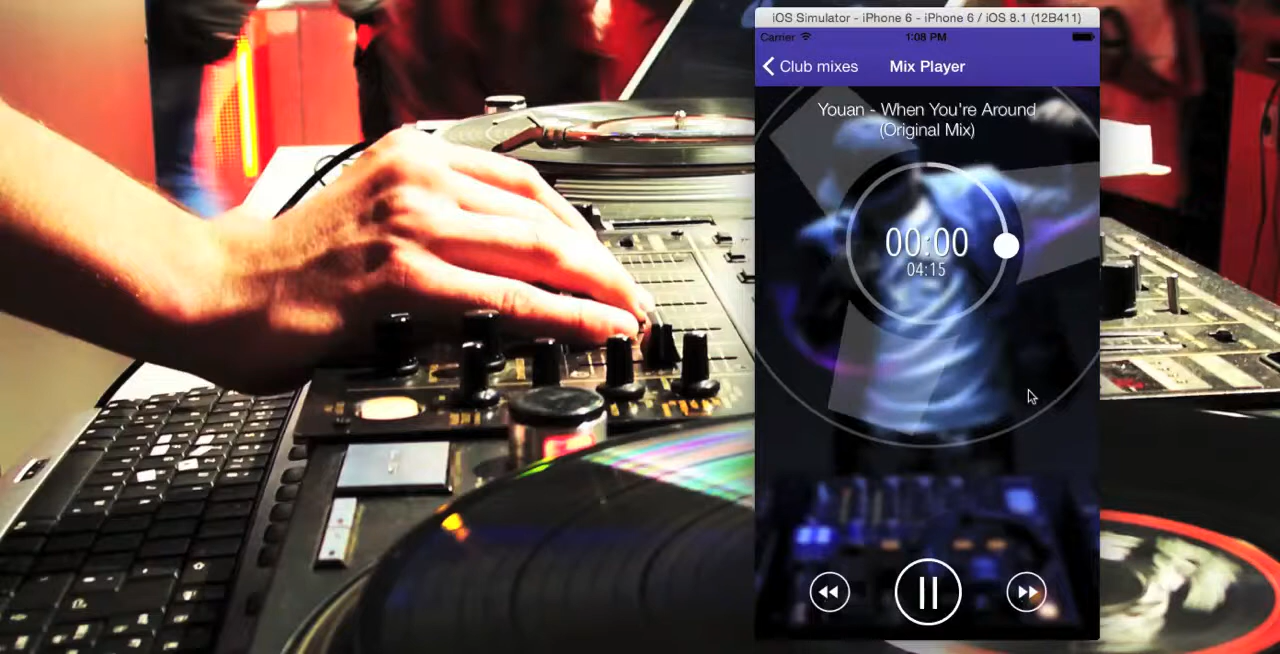 iOS Simulator - iPhone 6 - iPhone 6 / iOS 8.1 (12B411)
Carrier 1:08 PM
Club mixes Mix Player
Youan - When You're Around
(Original Mix)
00:00
04:15